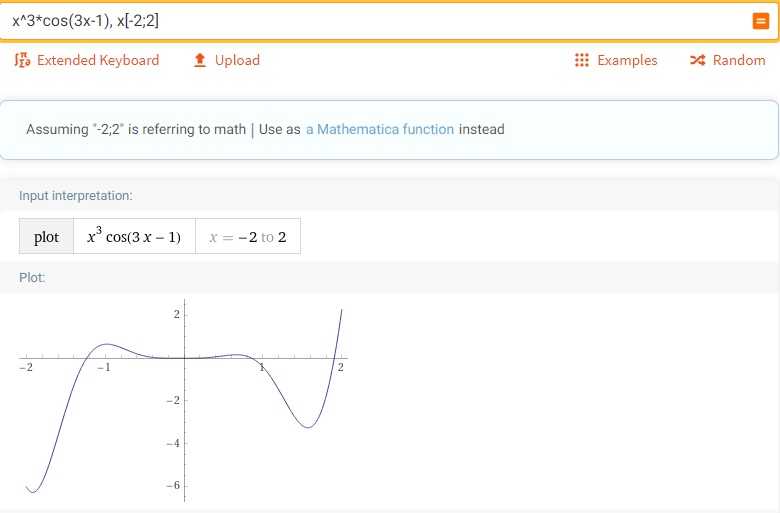 x^3*cos(3x-1), x[-2;2]
Extended Keyboard Upload Examples Random
Assuming "-2;2" is referring to math | Use as a Mathematica function instead
Input interpretation:
plot x³ cos(3 x − 1) x = −2 to 2
Plot:
2
−2 −1 1 2
−2
−4
−6